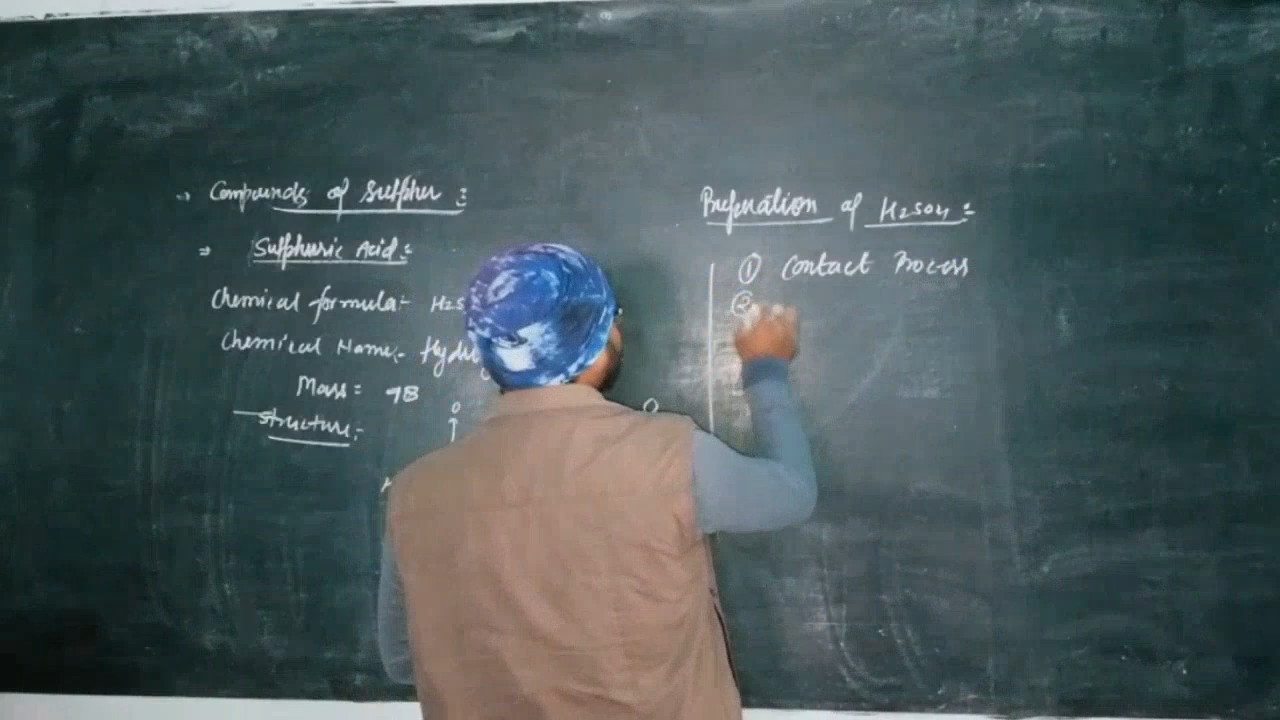 Compounds of Sulphur :
⇒ Sulphuric Acid :
Chemical formula :- H2S
Chemical Name :- Hydr
Mass = 98
Structure :-
O
O
Preparation of H2SO4 :
① Contact Process
②